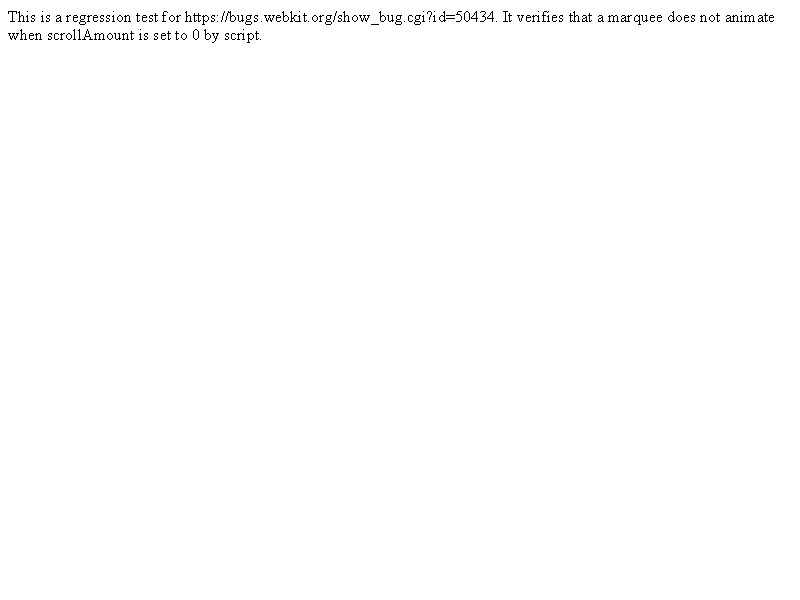 This is a regression test for https://bugs.webkit.org/show_bug.cgi?id=50434. It verifies that a marquee does not animate
when scrollAmount is set to 0 by script.